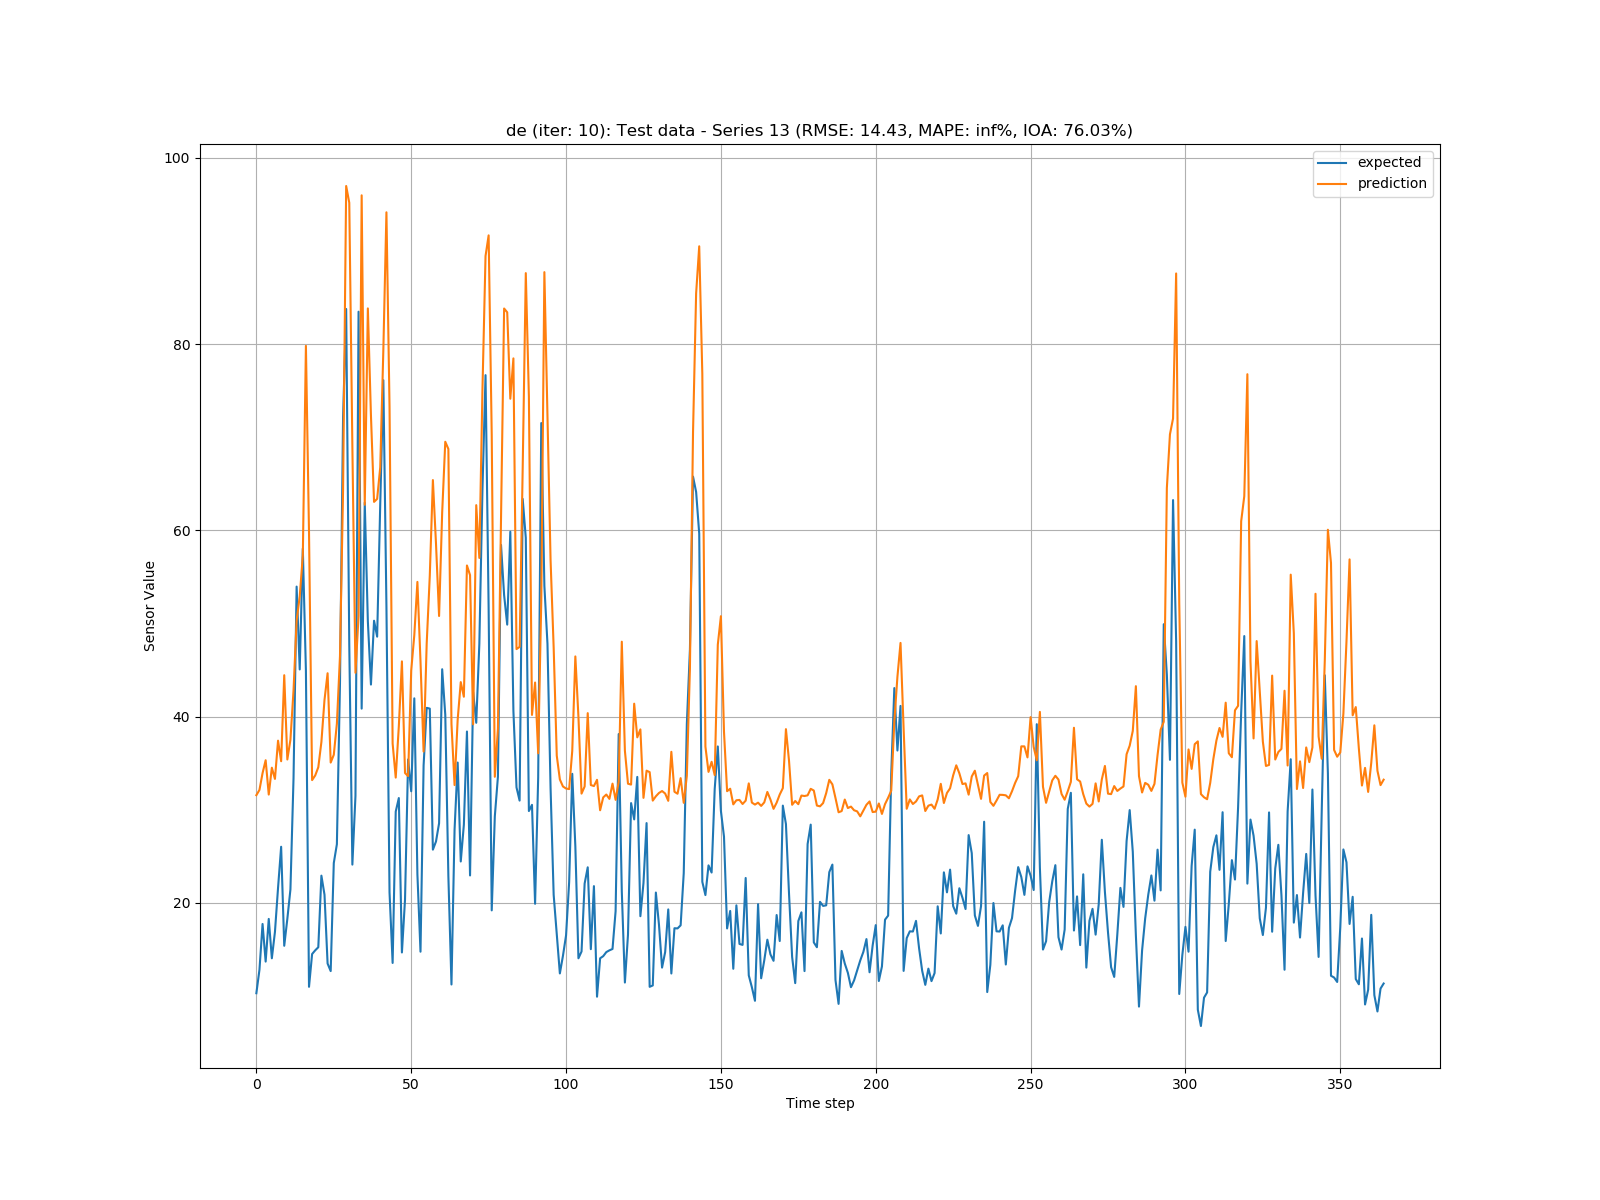 de (iter: 10): Test data - Series 13 (RMSE: 14.43, MAPE: inf%, IOA: 76.03%)
expected
prediction
100
80
60
40
20
Sensor Value
0 50 100 150 200 250 300 350
Time step